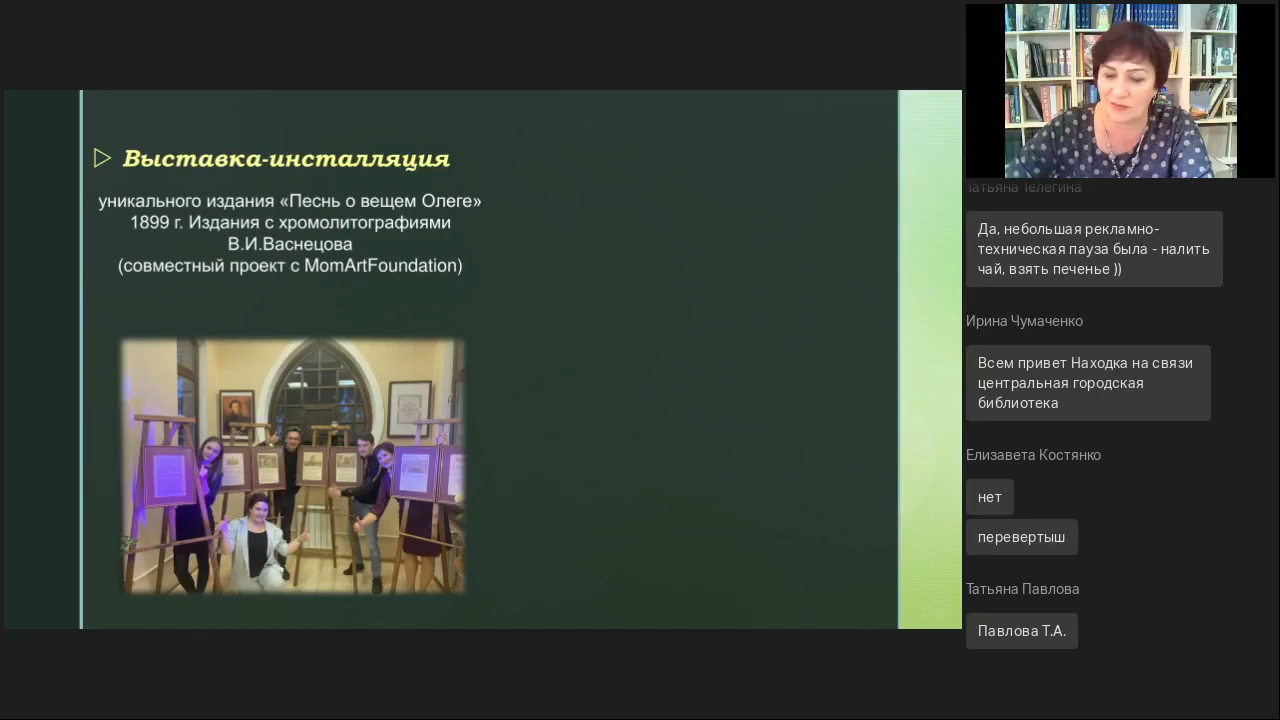 Выставка-инсталляция
уникального издания «Песнь о вещем Олеге»
1899 г. Издания с хромолитографиями
В.И.Васнецова
(совместный проект с MomArtFoundation)
Татьяна Телегина
Да, небольшая рекламно-
техническая пауза была - налить
чай, взять печенье ))
Ирина Чумаченко
Всем привет Находка на связи
центральная городская
библиотека
Елизавета Костянко
нет
перевертыш
Татьяна Павлова
Павлова Т.А.